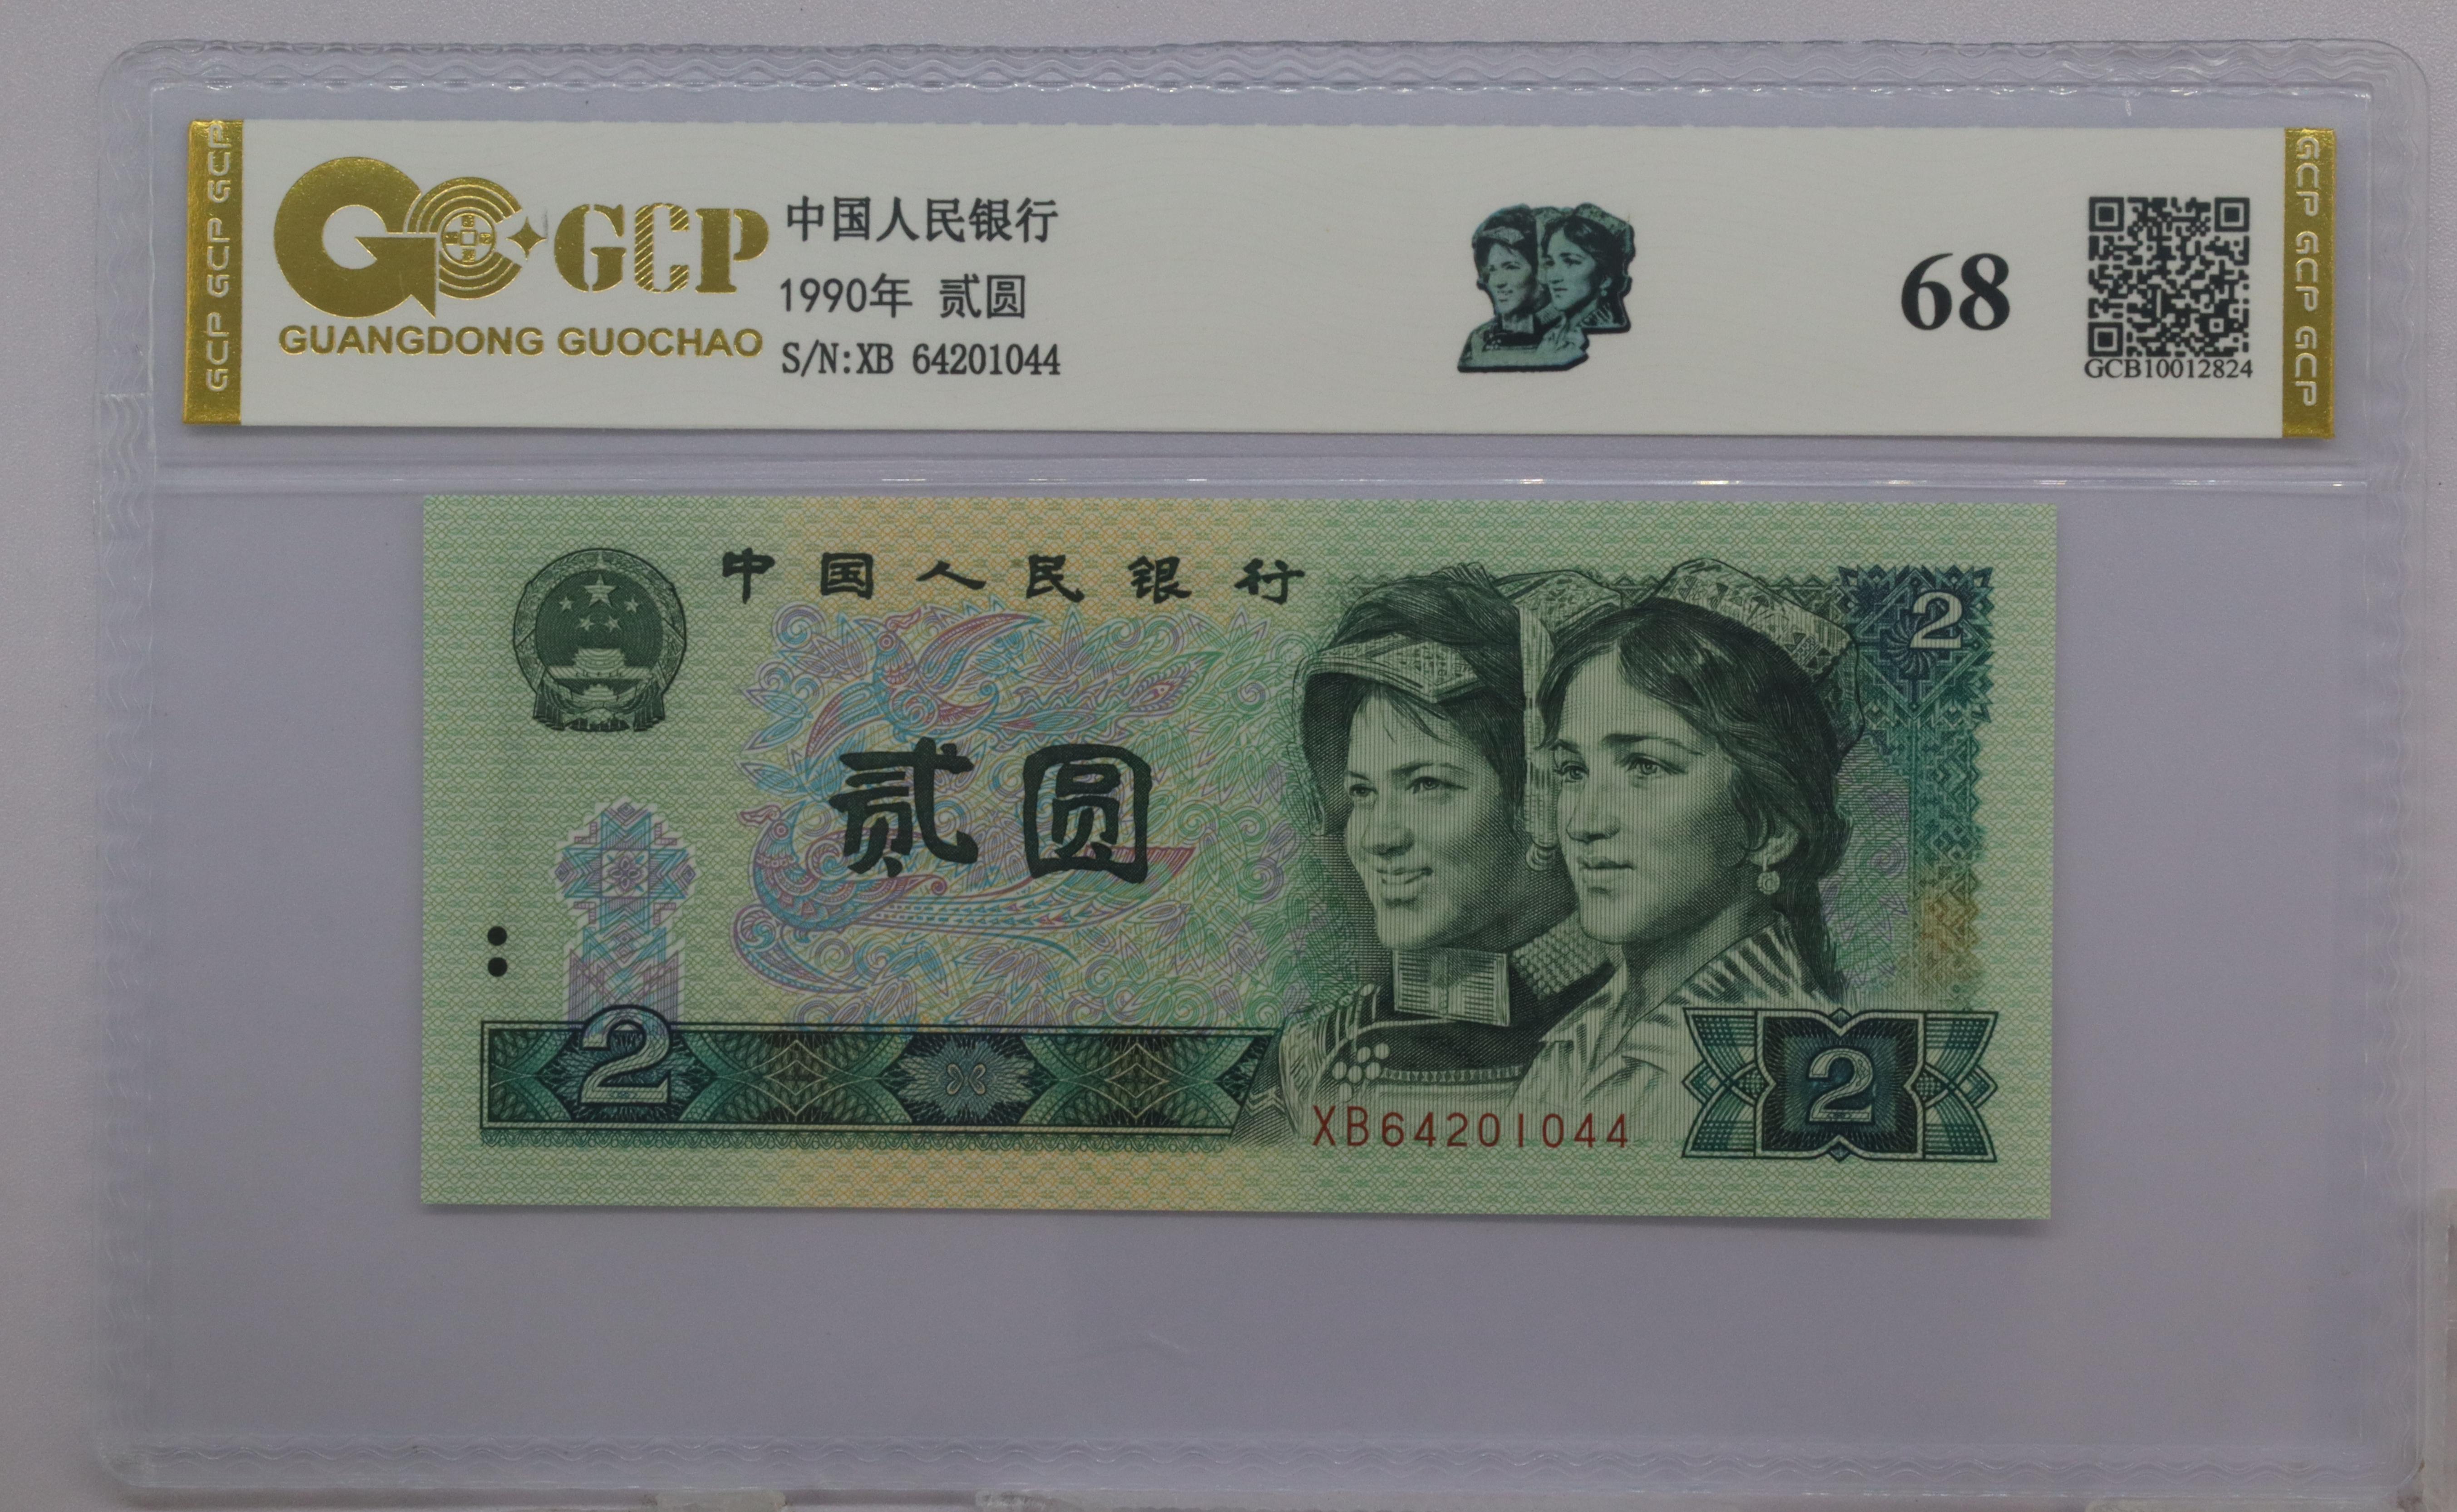 GCP GCP GCP
GCP
GUANGDONG GUOCHAO
中国人民银行
1990年 贰圆
S/N:XB 64201044
68
GCB10012824
GCP GCP GCP
中国人民银行
2
贰圆
2
XB64201044
2